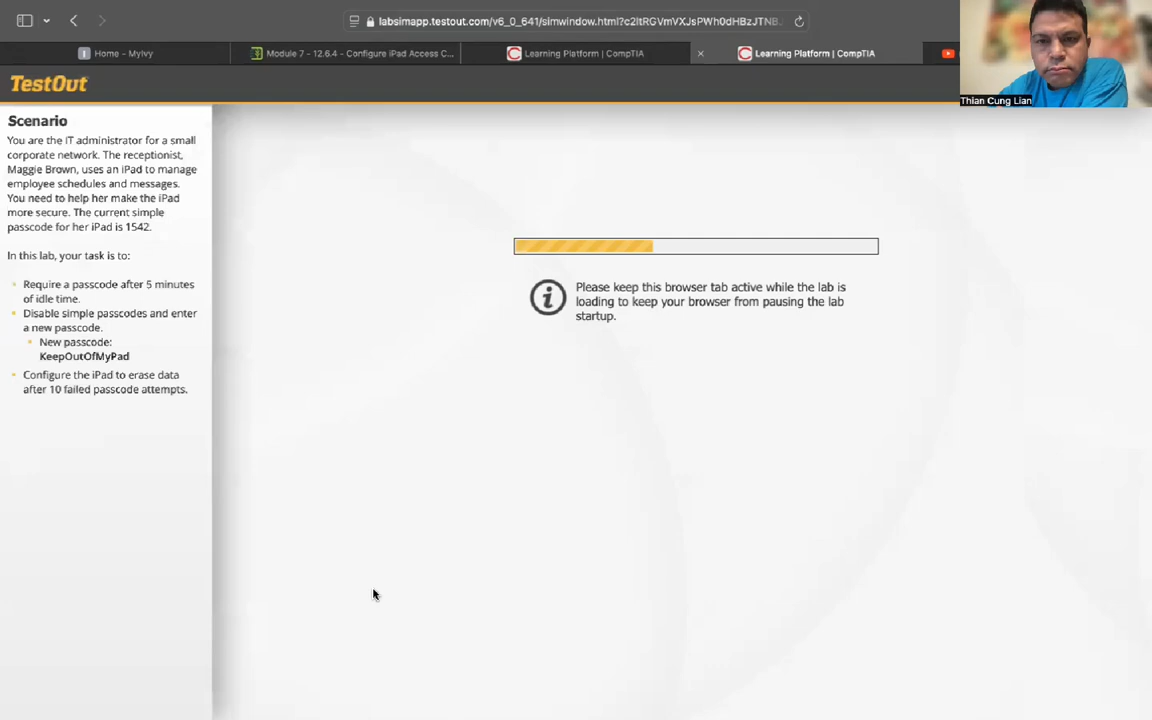 labsimapp.testout.com/v6_0_641/simwindow.html?c2ltRGVmVXJsPWh0dHBzJTNB.
Home - MyIvy
Module 7 - 12.6.4 - Configure iPad Access C...
Learning Platform | CompTIA
Learning Platform | CompTIA
Thian Cung Lian
TestOut
Scenario
You are the IT administrator for a small
corporate network. The receptionist,
Maggie Brown, uses an iPad to manage
employee schedules and messages.
You need to help her make the iPad
more secure. The current simple
passcode for her iPad is 1542.
In this lab, your task is to:
Require a passcode after 5 minutes
of idle time.
Disable simple passcodes and enter
a new passcode.
New passcode:
KeepOutOfMyPad
Configure the iPad to erase data
after 10 failed passcode attempts.
Please keep this browser tab active while the lab is
loading to keep your browser from pausing the lab
startup.